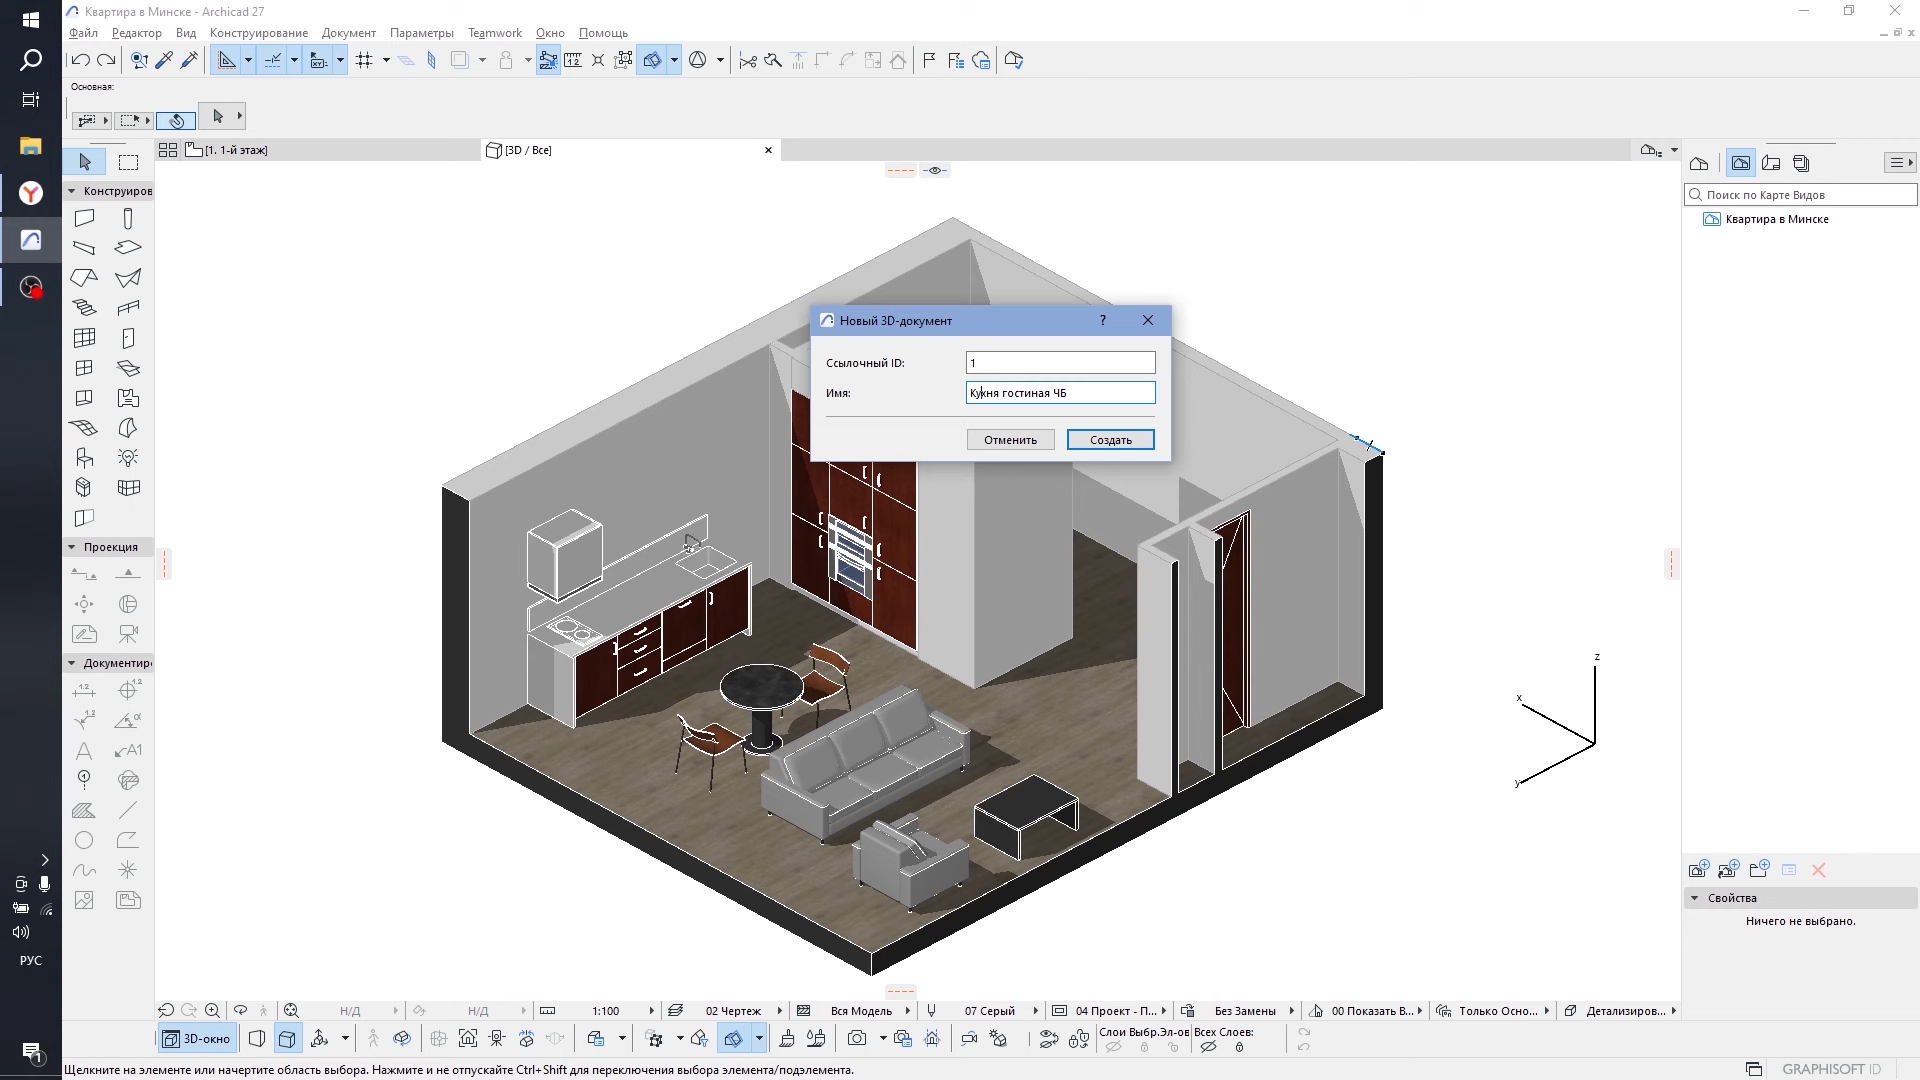 Квартира в Минске - Archicad 27
Файл Редактор Вид Конструирование Документ Параметры Teamwork Окно Помощь
Основная:
[1. 1-й этаж]
[3D / Все]
Конструиров
Проекция
Документиро
Поиск по Карте Видов
Квартира в Минске
Новый 3D-документ
Ссылочный ID: 1
Имя: Кухня гостиная ЧБ
Отменить Создать
z
x
y
Свойства
Ничего не выбрано.
РУС
Н/Д Н/Д 1:100 02 Чертеж Вся Модель 07 Серый 04 Проект - П... Без Замены 00 Показать В... Только Осно... Детализиров...
3D-окно
Слои Выбр.Эл-ов Всех Слоев:
Щелкните на элементе или начертите область выбора. Нажмите и не отпускайте Ctrl+Shift для переключения выбора элемента/подэлемента.
GRAPHISOFT ID